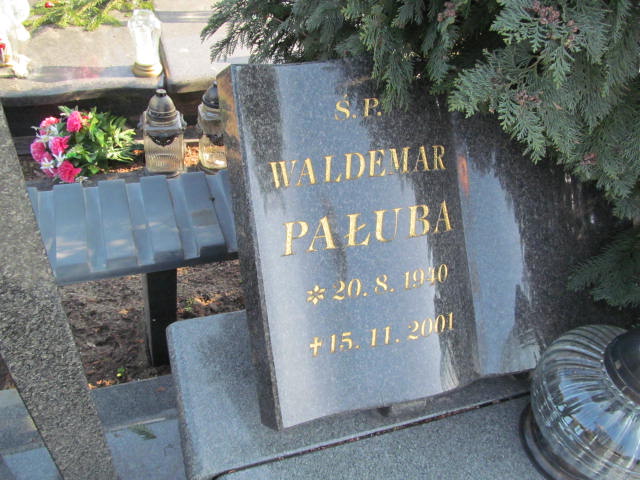 Ś.P.
WALDEMAR
PAŁUBA
* 20. 8. 1940
† 15. 11. 2001